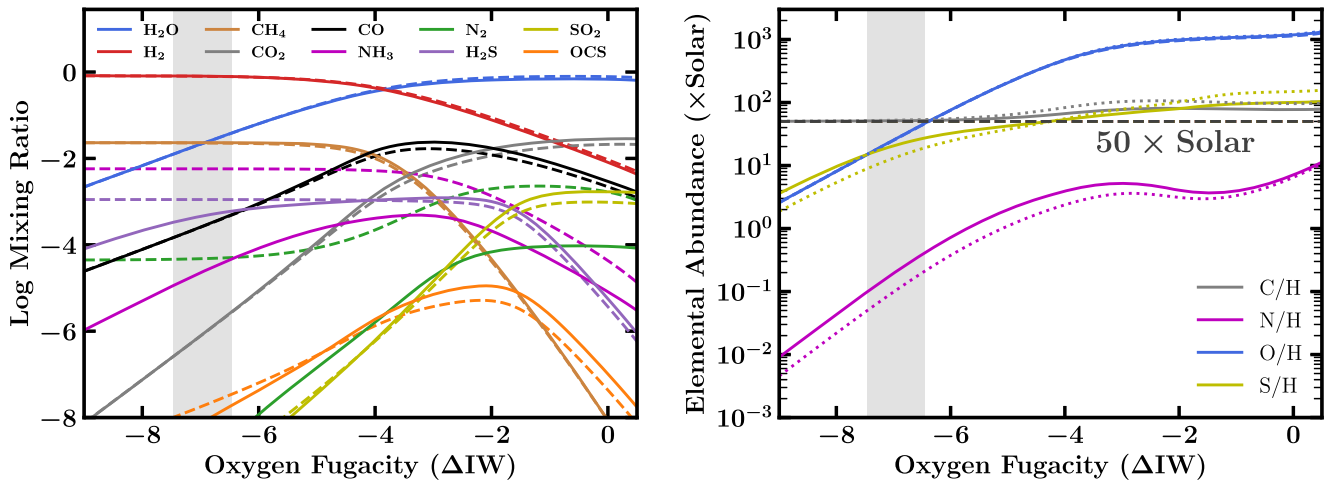 H₂O CH₄ CO N₂ SO₂
H₂ CO₂ NH₃ H₂S OCS
0
−2
−4
−6
−8
−8 −6 −4 −2 0
Log Mixing Ratio
Oxygen Fugacity (ΔIW)
10³
10²
10¹
10⁰
10⁻¹
10⁻²
10⁻³
−8 −6 −4 −2 0
Elemental Abundance (×Solar)
Oxygen Fugacity (ΔIW)
50 × Solar
C/H
N/H
O/H
S/H